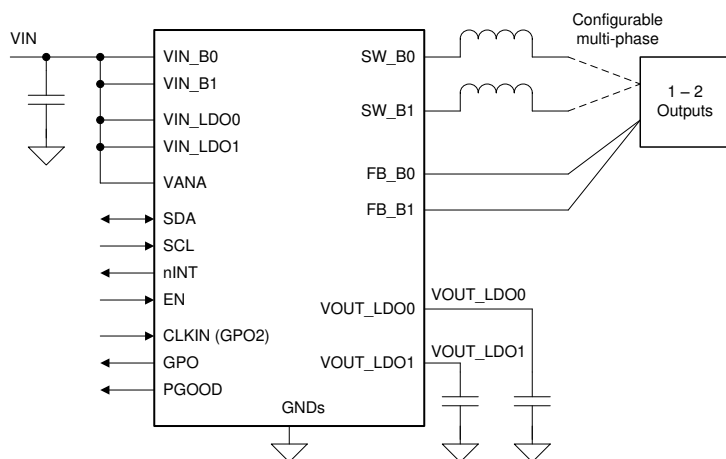 VIN
VIN_B0
VIN_B1
VIN_LDO0
VIN_LDO1
VANA
SDA
SCL
nINT
EN
CLKIN (GPO2)
GPO
PGOOD
GNDs
SW_B0
SW_B1
FB_B0
FB_B1
VOUT_LDO0
VOUT_LDO1
VOUT_LDO0
VOUT_LDO1
Configurable
multi-phase
1 – 2
Outputs